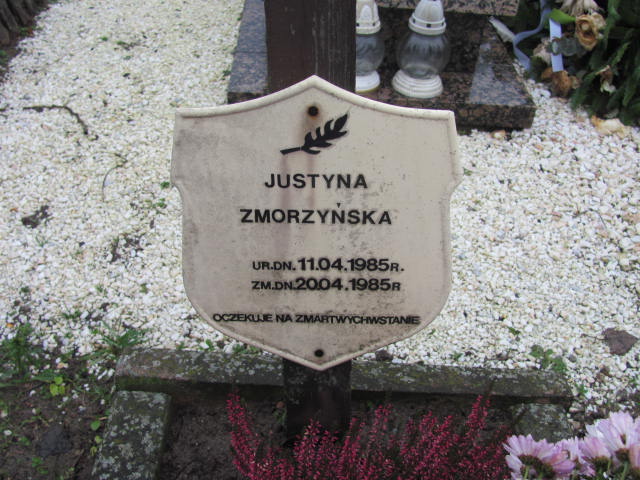 JUSTYNA
ZMORZYŃSKA
UR.DN. 11.04.1985R.
ZM.DN. 20.04.1985R
OCZEKUJE NA ZMARTWYCHWSTANIE